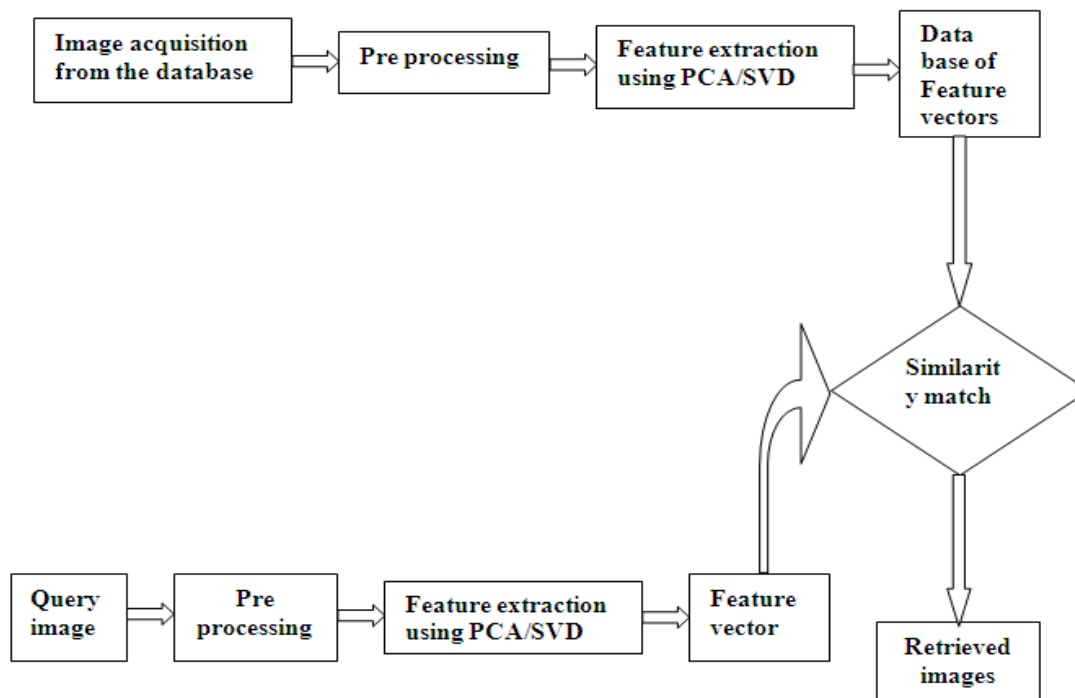 Image acquisition
from the database
Pre processing
Feature extraction
using PCA/SVD
Data
base of
Feature
vectors
Similarit
y match
Query
image
Pre
processing
Feature extraction
using PCA/SVD
Feature
vector
Retrieved
images